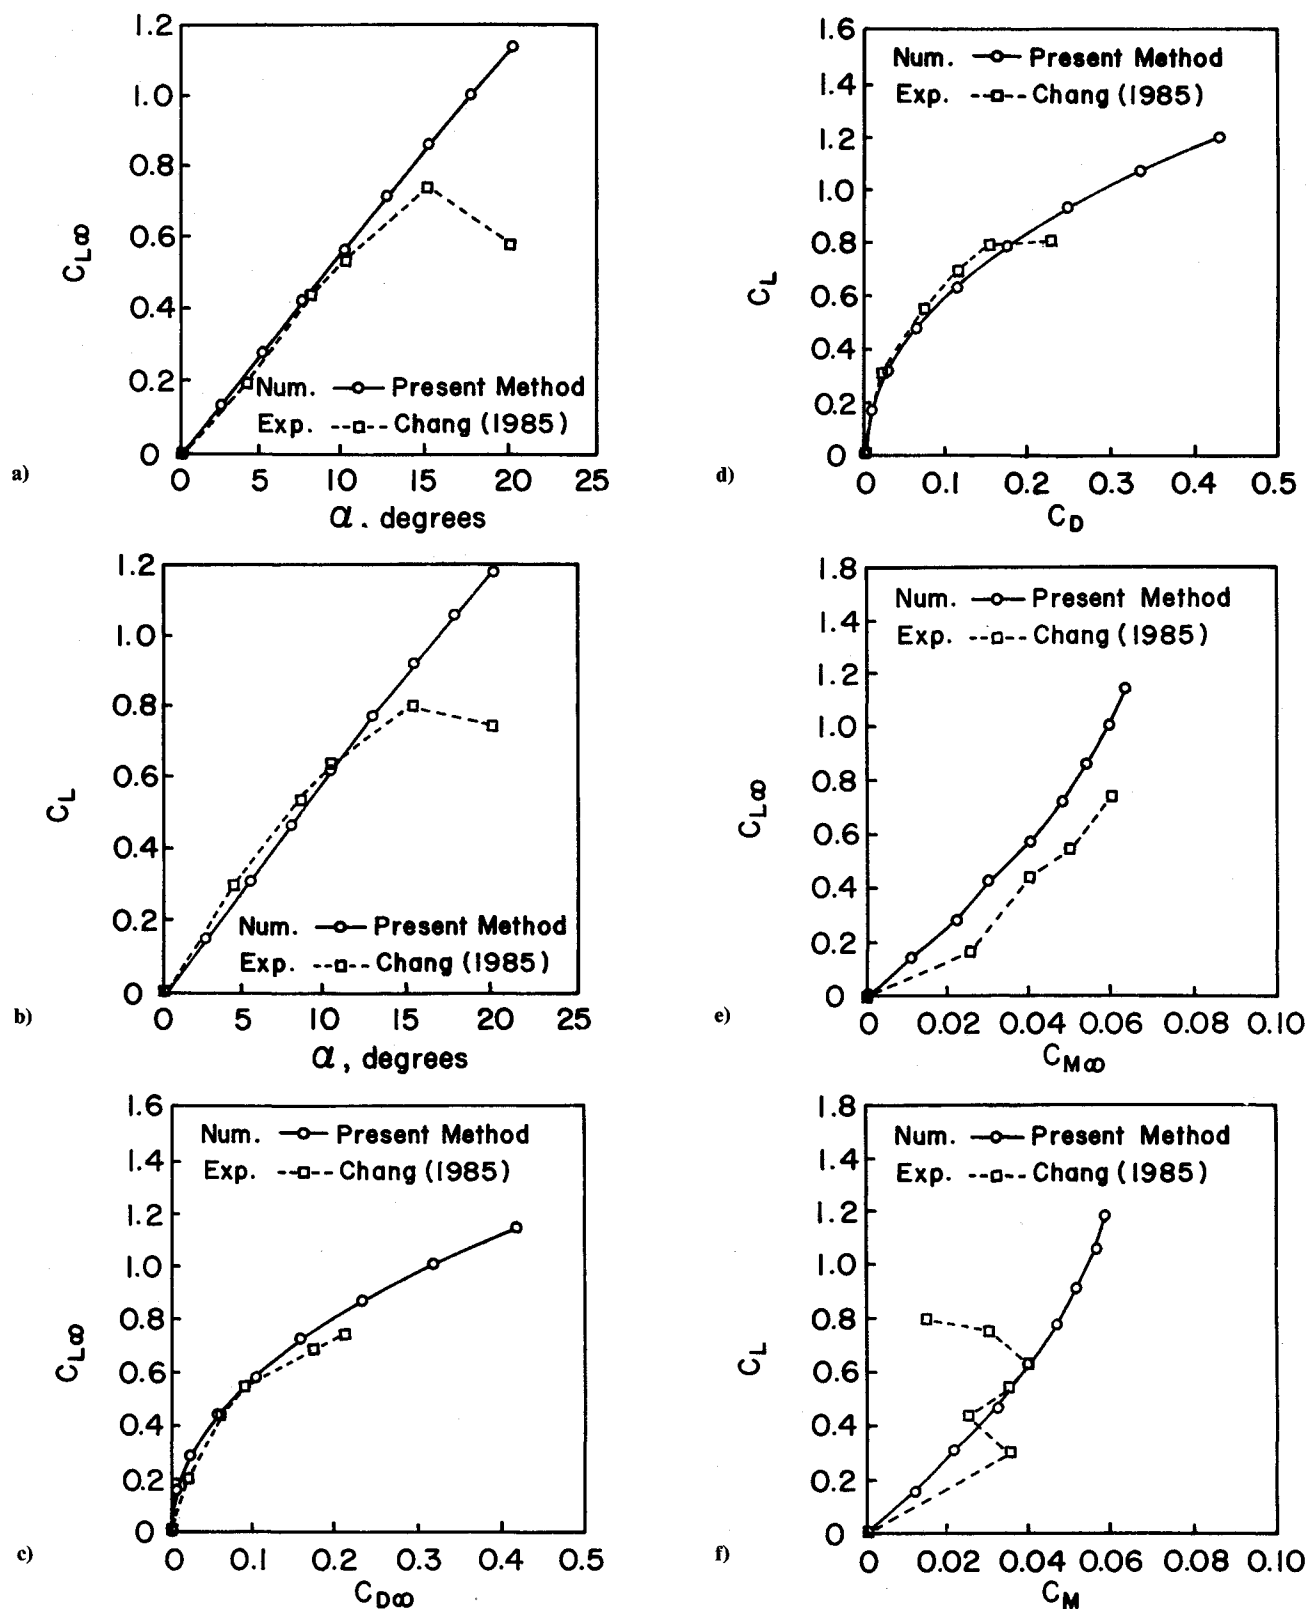 1.2
1.0
0.8
0.6
0.4
0.2
0
C_L∞
Num. Present Method
Exp. Chang (1985)
0 5 10 15 20 25
α. degrees
a)
1.2
1.0
0.8
0.6
0.4
0.2
0
C_L
Num. Present Method
Exp. Chang (1985)
0 5 10 15 20 25
α, degrees
b)
1.6
1.4
1.2
1.0
0.8
0.6
0.4
0.2
0
C_L∞
Num. Present Method
Exp. Chang (1985)
0 0.1 0.2 0.3 0.4 0.5
C_D∞
c)
1.6
1.4
1.2
1.0
0.8
0.6
0.4
0.2
0
C_L
Num. Present Method
Exp. Chang (1985)
0 0.1 0.2 0.3 0.4 0.5
C_D
d)
1.8
1.4
1.2
1.0
0.8
0.6
0.4
0.2
0
C_L∞
Num. Present Method
Exp. Chang (1985)
0 0.02 0.04 0.06 0.08 0.10
C_M∞
e)
1.8
1.4
1.2
1.0
0.8
0.6
0.4
0.2
0
C_L
Num. Present Method
Exp. Chang (1985)
0 0.02 0.04 0.06 0.08 0.10
C_M
f)